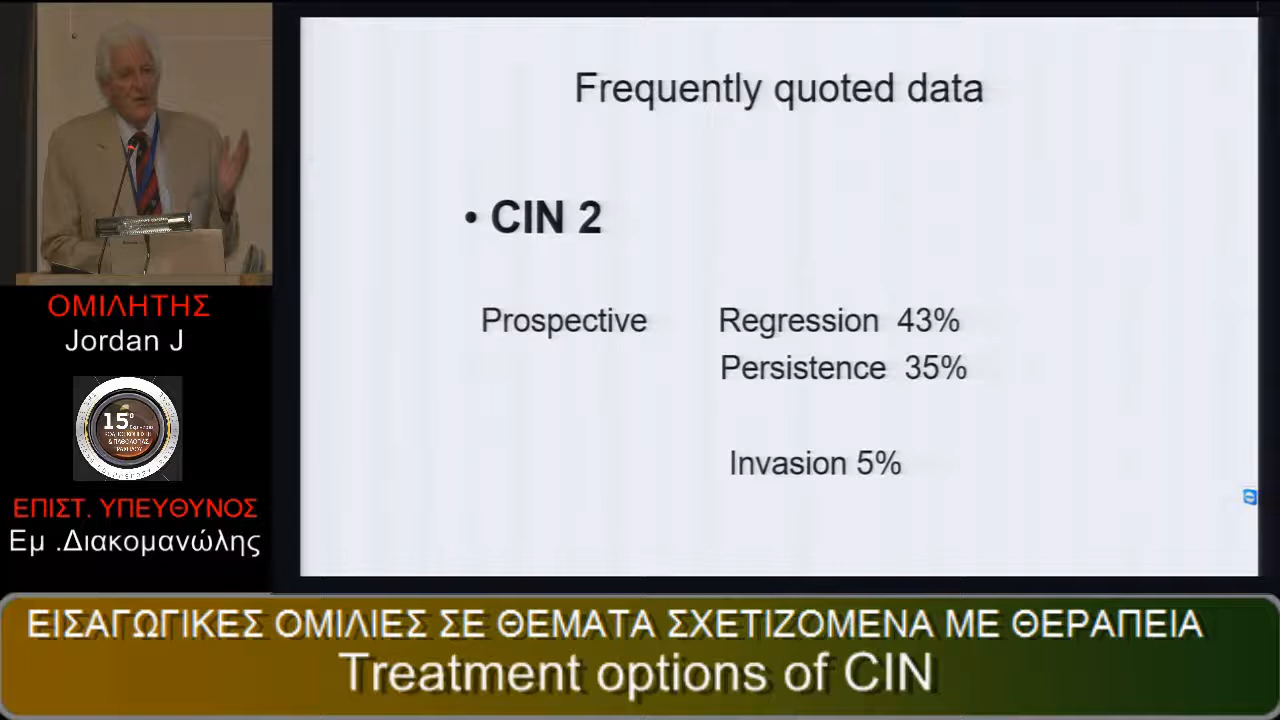 Frequently quoted data
• CIN 2
Prospective Regression 43%
Persistence 35%
Invasion 5%
ΟΜΙΛΗΤΗΣ
Jordan J
15ο
ΕΠΙΣΤ. ΥΠΕΥΘΥΝΟΣ
Εμ .Διακομανώλης
ΕΙΣΑΓΩΓΙΚΕΣ ΟΜΙΛΙΕΣ ΣΕ ΘΕΜΑΤΑ ΣΧΕΤΙΖΟΜΕΝΑ ΜΕ ΘΕΡΑΠΕΙΑ
Treatment options of CIN